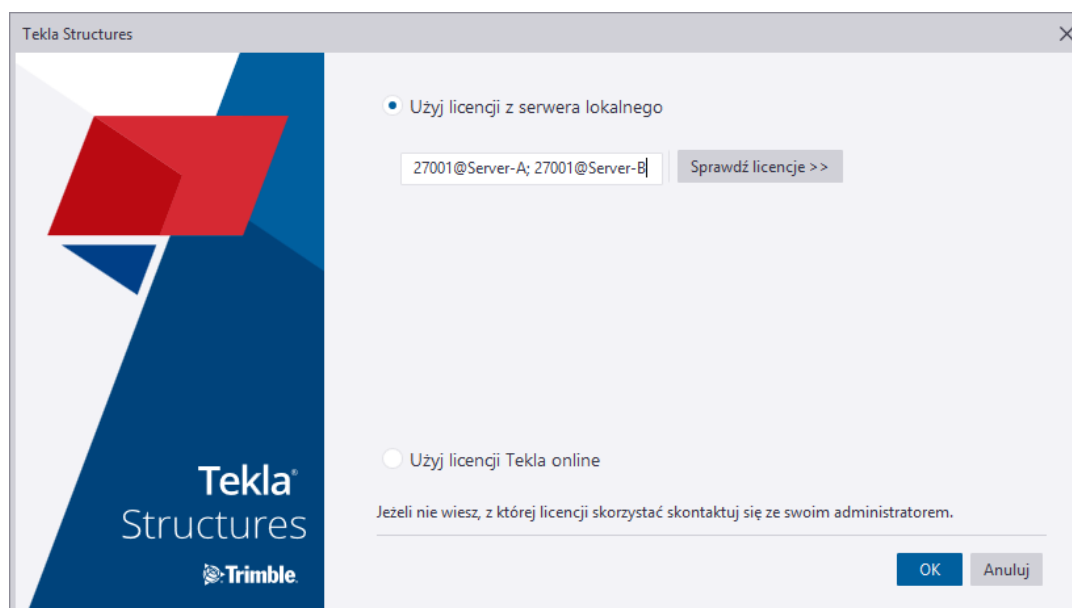 Tekla Structures
Użyj licencji z serwera lokalnego
27001@Server-A; 27001@Server-B
Sprawdź licencje >>
Użyj licencji Tekla online
Jeżeli nie wiesz, z której licencji skorzystać skontaktuj się ze swoim administratorem.
Tekla®
Structures
Trimble.
OK
Anuluj